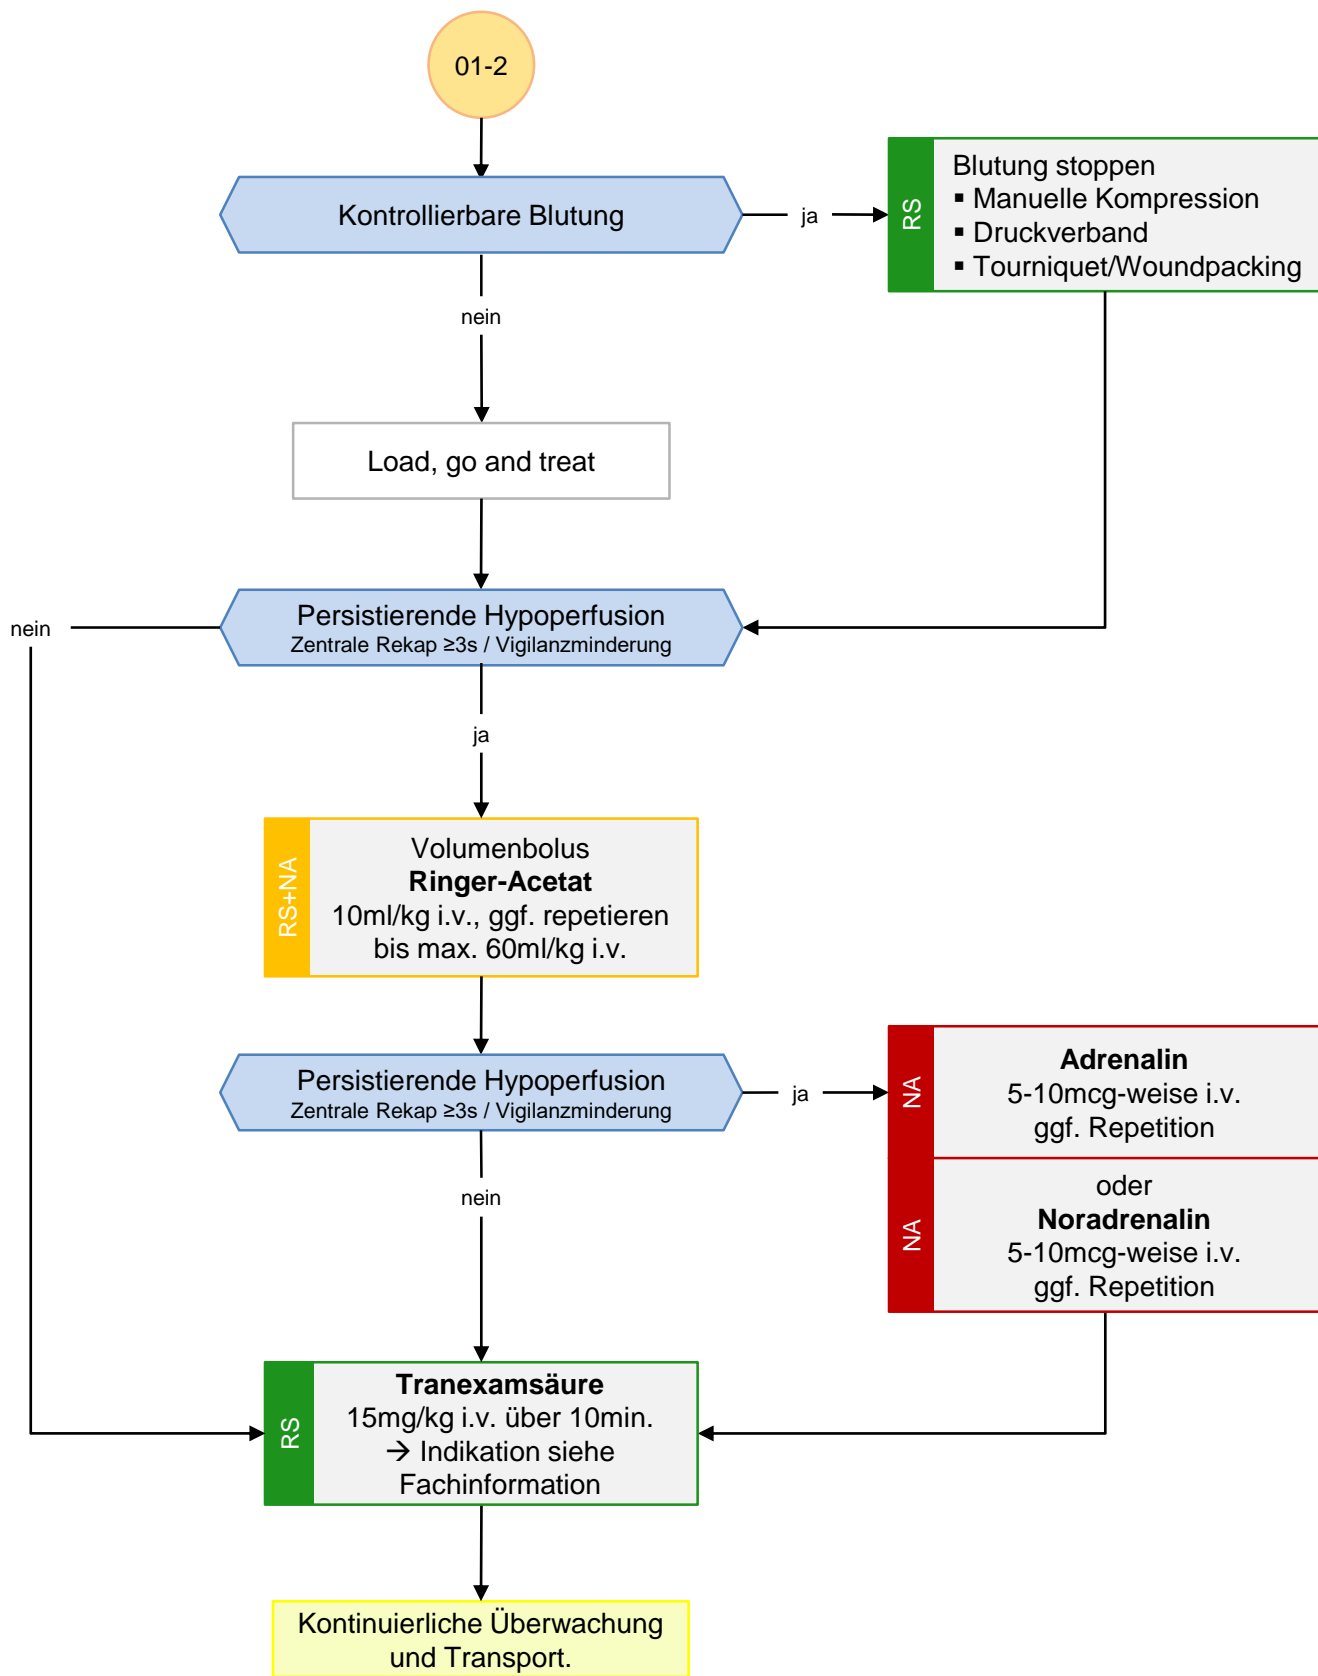 01-2
Kontrollierbare Blutung
ja
RS
Blutung stoppen
▪ Manuelle Kompression
▪ Druckverband
▪ Tourniquet/Woundpacking
nein
Load, go and treat
Persistierende Hypoperfusion
Zentrale Rekap ≥3s / Vigilanzminderung
nein
ja
RS+NA
Volumenbolus
Ringer-Acetat
10ml/kg i.v., ggf. repetieren
bis max. 60ml/kg i.v.
Persistierende Hypoperfusion
Zentrale Rekap ≥3s / Vigilanzminderung
ja
NA
Adrenalin
5-10mcg-weise i.v.
ggf. Repetition
NA
oder
Noradrenalin
5-10mcg-weise i.v.
ggf. Repetition
nein
RS
Tranexamsäure
15mg/kg i.v. über 10min.
→ Indikation siehe
Fachinformation
Kontinuierliche Überwachung
und Transport.